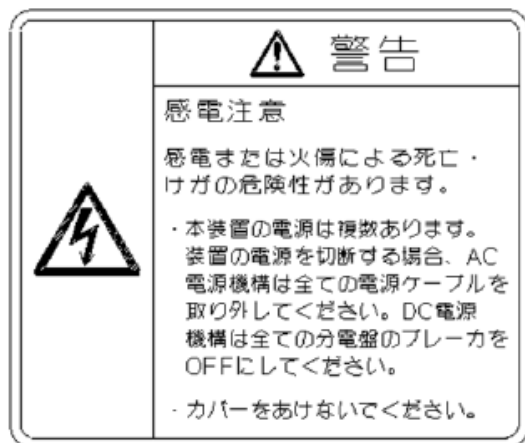 警告
感電注意
感電または火傷による死亡・
けがの危険性があります。
・本装置の電源は複数あります。
装置の電源を切断する場合、AC
電源機構は全ての電源ケーブルを
取り外してください。DC電源
機構は全ての分電盤のブレーカを
OFFにしてください。
・カバーをあけないでください。